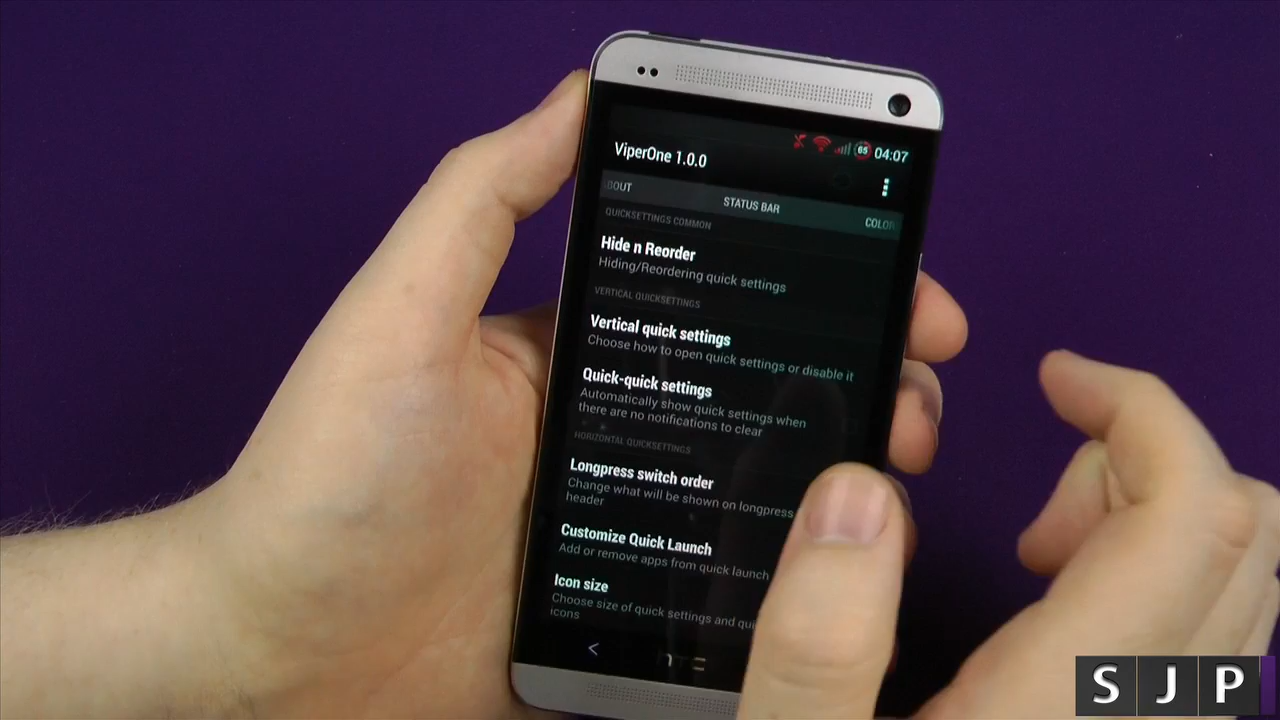 65 04:07
ViperOne 1.0.0
BOUT STATUS BAR COLOR
QUICKSETTINGS COMMON
Hide n Reorder
Hiding/Reordering quick settings
VERTICAL QUICKSETTINGS
Vertical quick settings
Choose how to open quick settings or disable it
Quick-quick settings
Automatically show quick settings when
there are no notifications to clear
HORIZONTAL QUICKSETTINGS
Longpress switch order
Change what will be shown on longpress
header
Customize Quick Launch
Add or remove apps from quick launch
Icon size
Choose size of quick settings and
icons
SJP